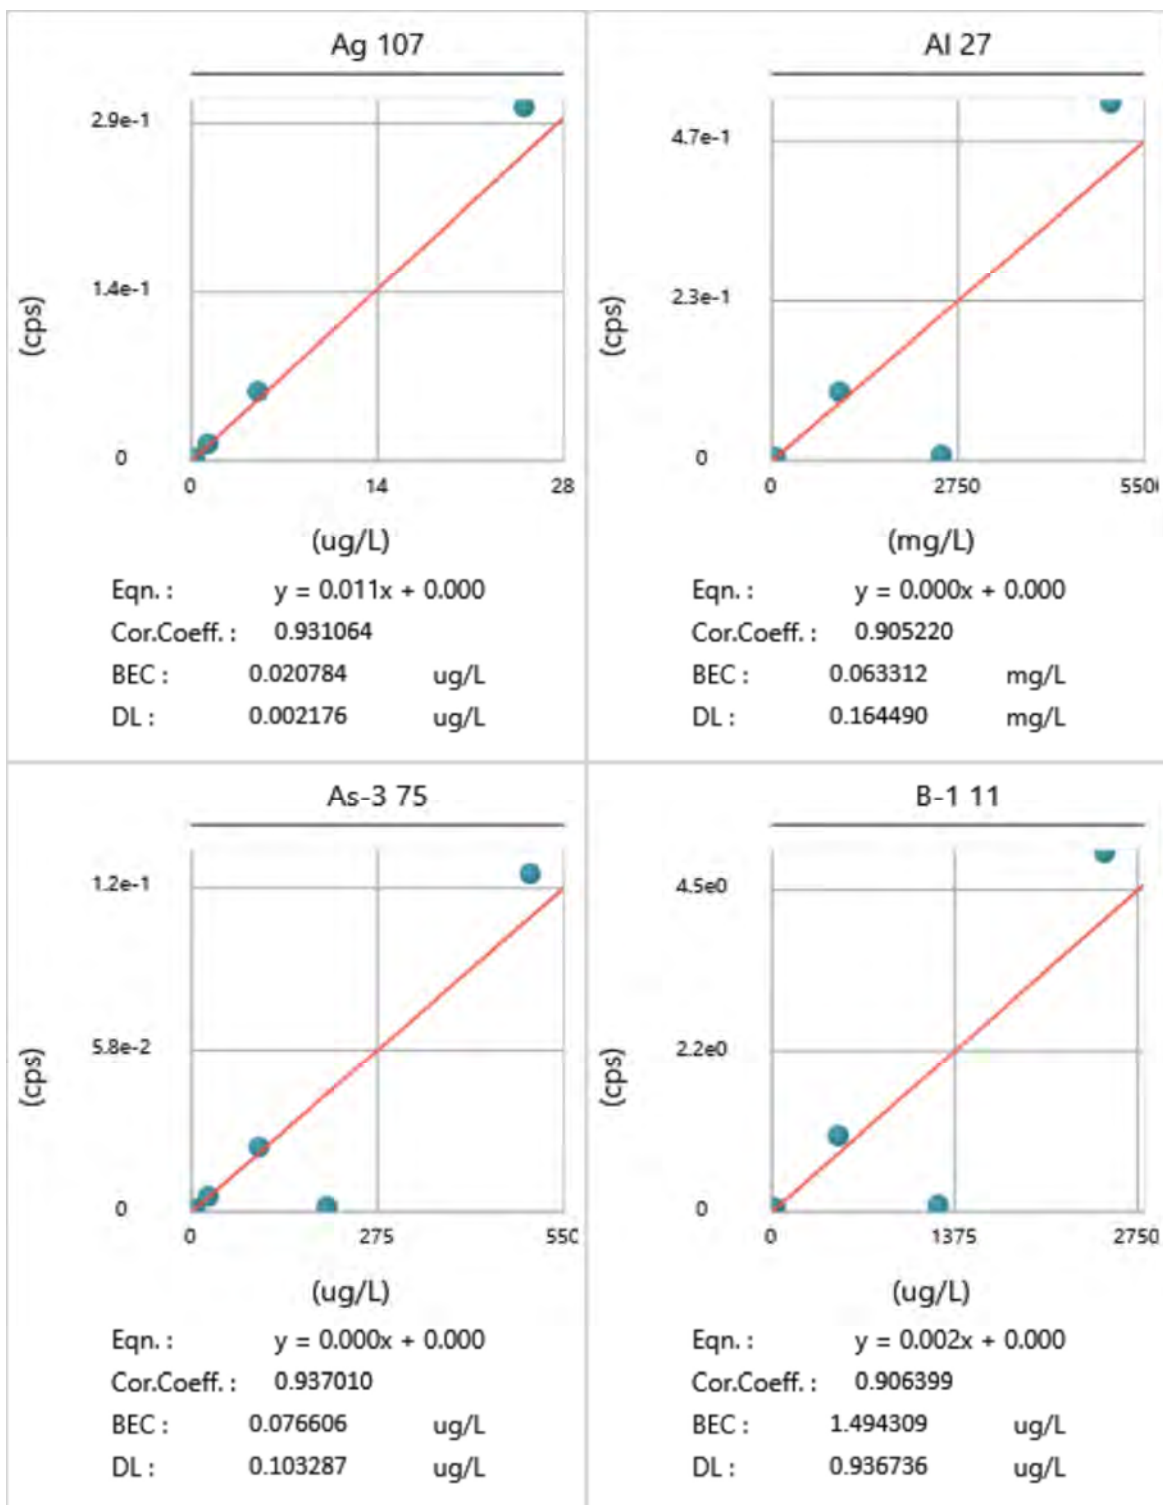 Ag 107
2.9e-1
1.4e-1
0
(cps)
0 14 28
(ug/L)
Eqn. : y = 0.011x + 0.000
Cor.Coeff. : 0.931064
BEC : 0.020784 ug/L
DL : 0.002176 ug/L
Al 27
4.7e-1
2.3e-1
0
(cps)
0 2750 550
(mg/L)
Eqn. : y = 0.000x + 0.000
Cor.Coeff. : 0.905220
BEC : 0.063312 mg/L
DL : 0.164490 mg/L
As-3 75
1.2e-1
5.8e-2
0
(cps)
0 275 550
(ug/L)
Eqn. : y = 0.000x + 0.000
Cor.Coeff. : 0.937010
BEC : 0.076606 ug/L
DL : 0.103287 ug/L
B-1 11
4.5e0
2.2e0
0
(cps)
0 1375 2750
(ug/L)
Eqn. : y = 0.002x + 0.000
Cor.Coeff. : 0.906399
BEC : 1.494309 ug/L
DL : 0.936736 ug/L